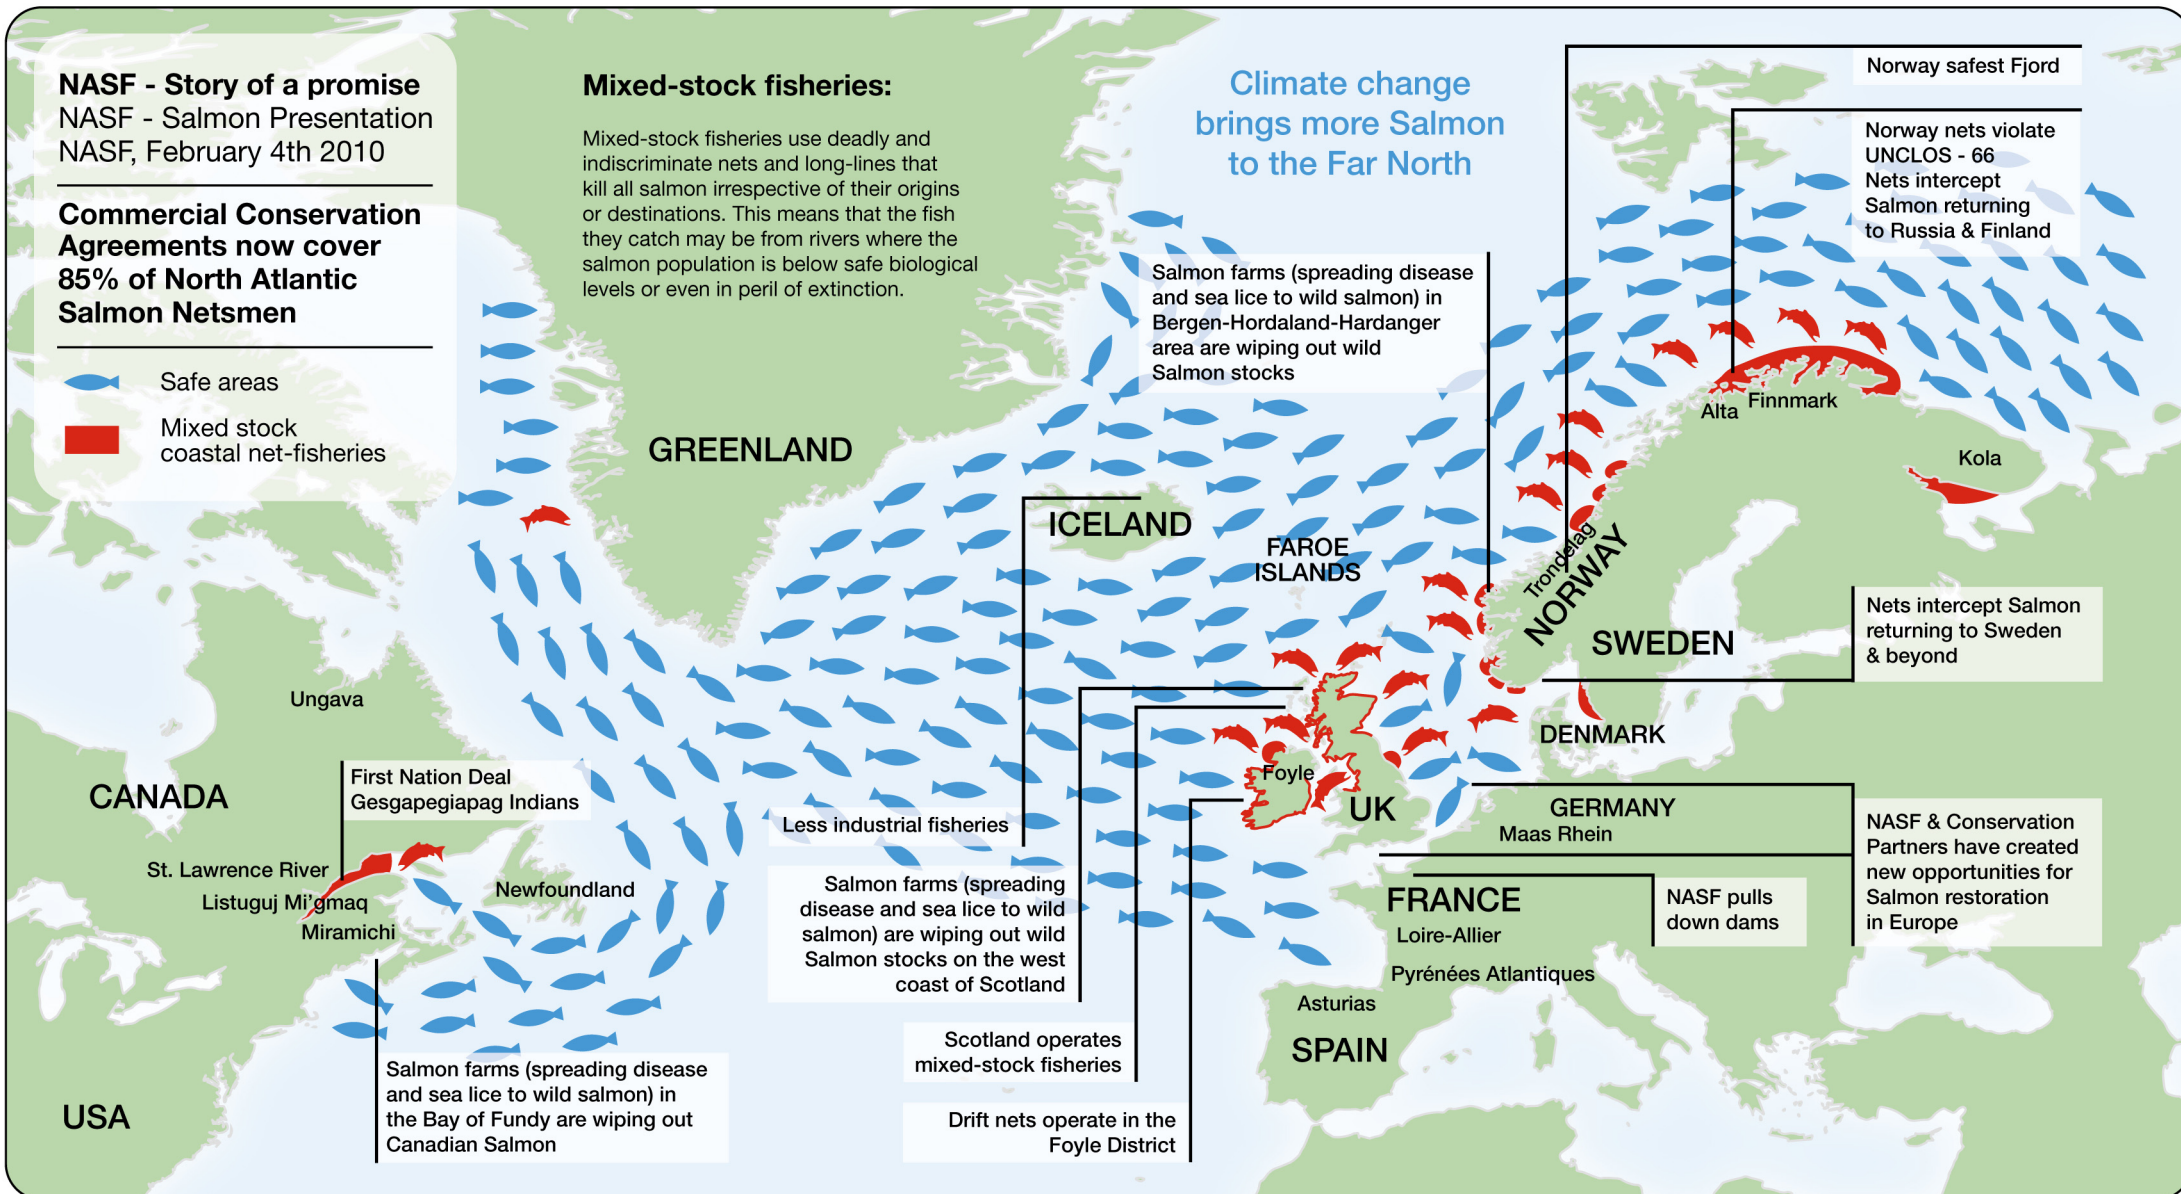 NASF - Story of a promise
NASF - Salmon Presentation
NASF, February 4th 2010
Commercial Conservation
Agreements now cover
85% of North Atlantic
Salmon Netsmen
Safe areas
Mixed stock
coastal net-fisheries
Mixed-stock fisheries:
Mixed-stock fisheries use deadly and
indiscriminate nets and long-lines that
kill all salmon irrespective of their origins
or destinations. This means that the fish
they catch may be from rivers where the
salmon population is below safe biological
levels or even in peril of extinction.
Climate change
brings more Salmon
to the Far North
Norway safest Fjord
Norway nets violate
UNCLOS - 66
Nets intercept
Salmon returning
to Russia & Finland
Salmon farms (spreading disease
and sea lice to wild salmon) in
Bergen-Hordaland-Hardanger
area are wiping out wild
Salmon stocks
Alta
Finnmark
Kola
GREENLAND
ICELAND
FAROE
ISLANDS
Trondelag
NORWAY
SWEDEN
Nets intercept Salmon
returning to Sweden
& beyond
DENMARK
Ungava
CANADA
First Nation Deal
Gesgapegiapag Indians
St. Lawrence River
Listuguj Mi'gmaq
Miramichi
Newfoundland
Less industrial fisheries
Foyle
UK
GERMANY
Maas Rhein
NASF & Conservation
Partners have created
new opportunities for
Salmon restoration
in Europe
Salmon farms (spreading
disease and sea lice to wild
salmon) are wiping out wild
Salmon stocks on the west
coast of Scotland
FRANCE
Loire-Allier
Pyrénées Atlantiques
NASF pulls
down dams
Asturias
SPAIN
Scotland operates
mixed-stock fisheries
Drift nets operate in the
Foyle District
USA
Salmon farms (spreading disease
and sea lice to wild salmon) in
the Bay of Fundy are wiping out
Canadian Salmon